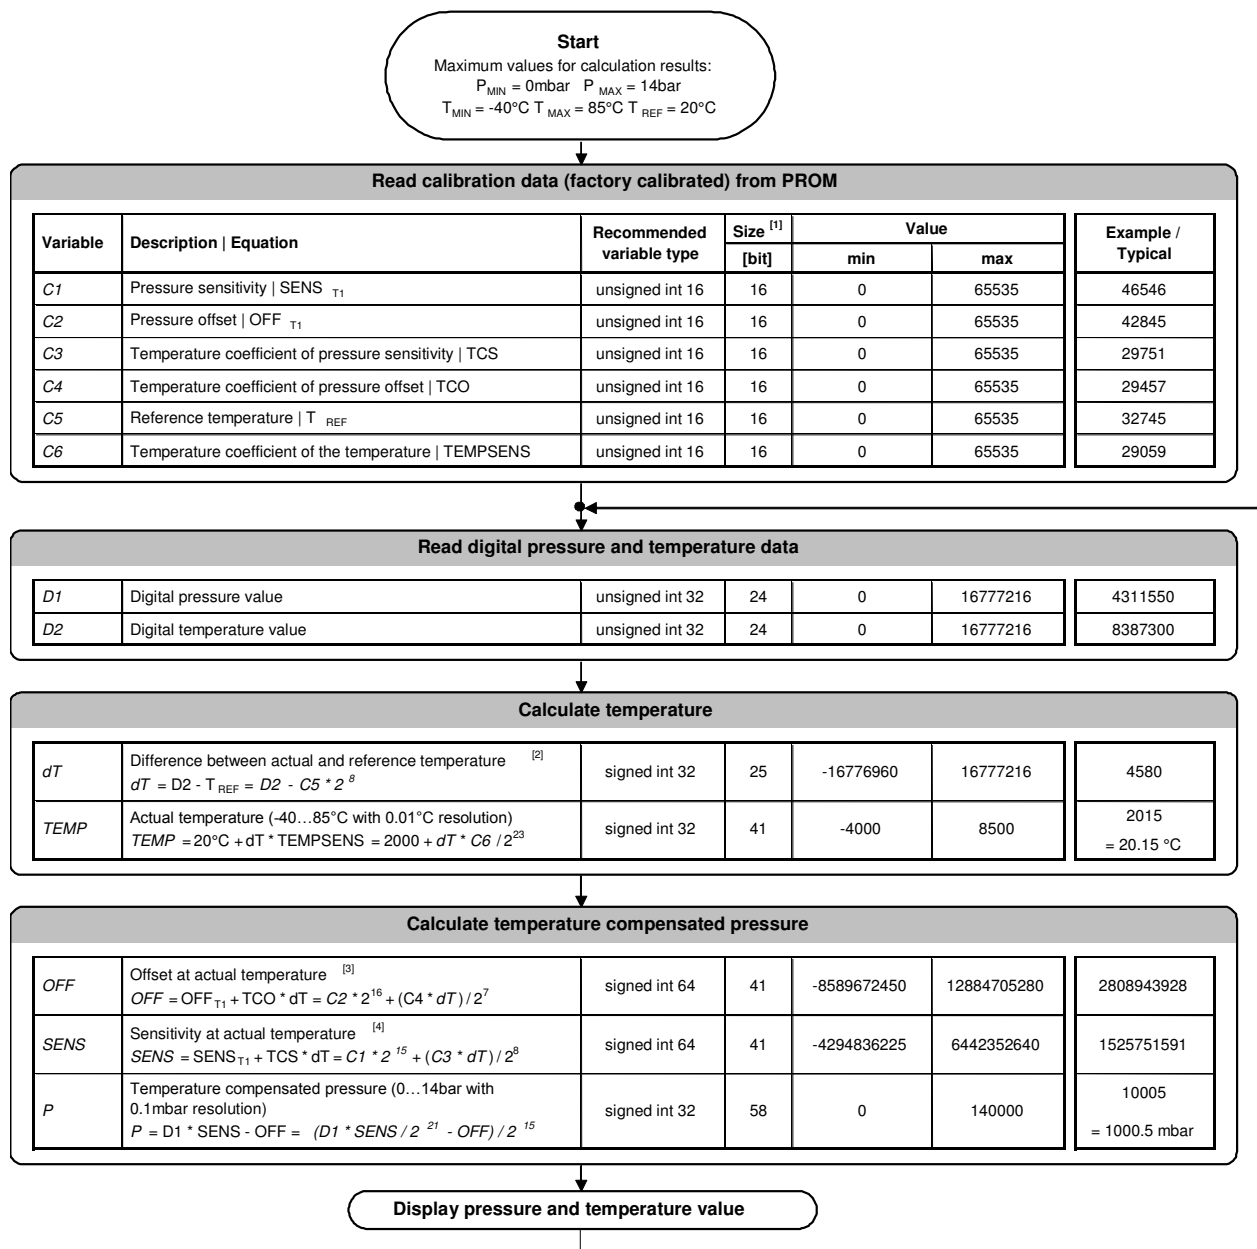 Start
Maximum values for calculation results:
P MIN = 0mbar P MAX = 14bar
T MIN = -40°C T MAX = 85°C T REF = 20°C
Read calibration data (factory calibrated) from PROM
Variable | Description | Equation | Recommended variable type | Size [1] [bit] | Value min | max | Example / Typical
C1 Pressure sensitivity | SENS T1 unsigned int 16 16 0 65535 46546
C2 Pressure offset | OFF T1 unsigned int 16 16 0 65535 42845
C3 Temperature coefficient of pressure sensitivity | TCS unsigned int 16 16 0 65535 29751
C4 Temperature coefficient of pressure offset | TCO unsigned int 16 16 0 65535 29457
C5 Reference temperature | T REF unsigned int 16 16 0 65535 32745
C6 Temperature coefficient of the temperature | TEMPSENS unsigned int 16 16 0 65535 29059
Read digital pressure and temperature data
D1 Digital pressure value unsigned int 32 24 0 16777216 4311550
D2 Digital temperature value unsigned int 32 24 0 16777216 8387300
Calculate temperature
dT Difference between actual and reference temperature [2]
dT = D2 - T REF = D2 - C5 * 2^8 signed int 32 25 -16776960 16777216 4580
TEMP Actual temperature (-40…85°C with 0.01°C resolution)
TEMP = 20°C + dT * TEMPSENS = 2000 + dT * C6 / 2^23 signed int 32 41 -4000 8500 2015
= 20.15 °C
Calculate temperature compensated pressure
OFF Offset at actual temperature [3]
OFF = OFF T1 + TCO * dT = C2 * 2^16 + (C4 * dT) / 2^7 signed int 64 41 -8589672450 12884705280 2808943928
SENS Sensitivity at actual temperature [4]
SENS = SENS T1 + TCS * dT = C1 * 2^15 + (C3 * dT) / 2^8 signed int 64 41 -4294836225 6442352640 1525751591
P Temperature compensated pressure (0…14bar with
0.1mbar resolution)
P = D1 * SENS - OFF = (D1 * SENS / 2^21 - OFF) / 2^15 signed int 32 58 0 140000 10005
= 1000.5 mbar
Display pressure and temperature value